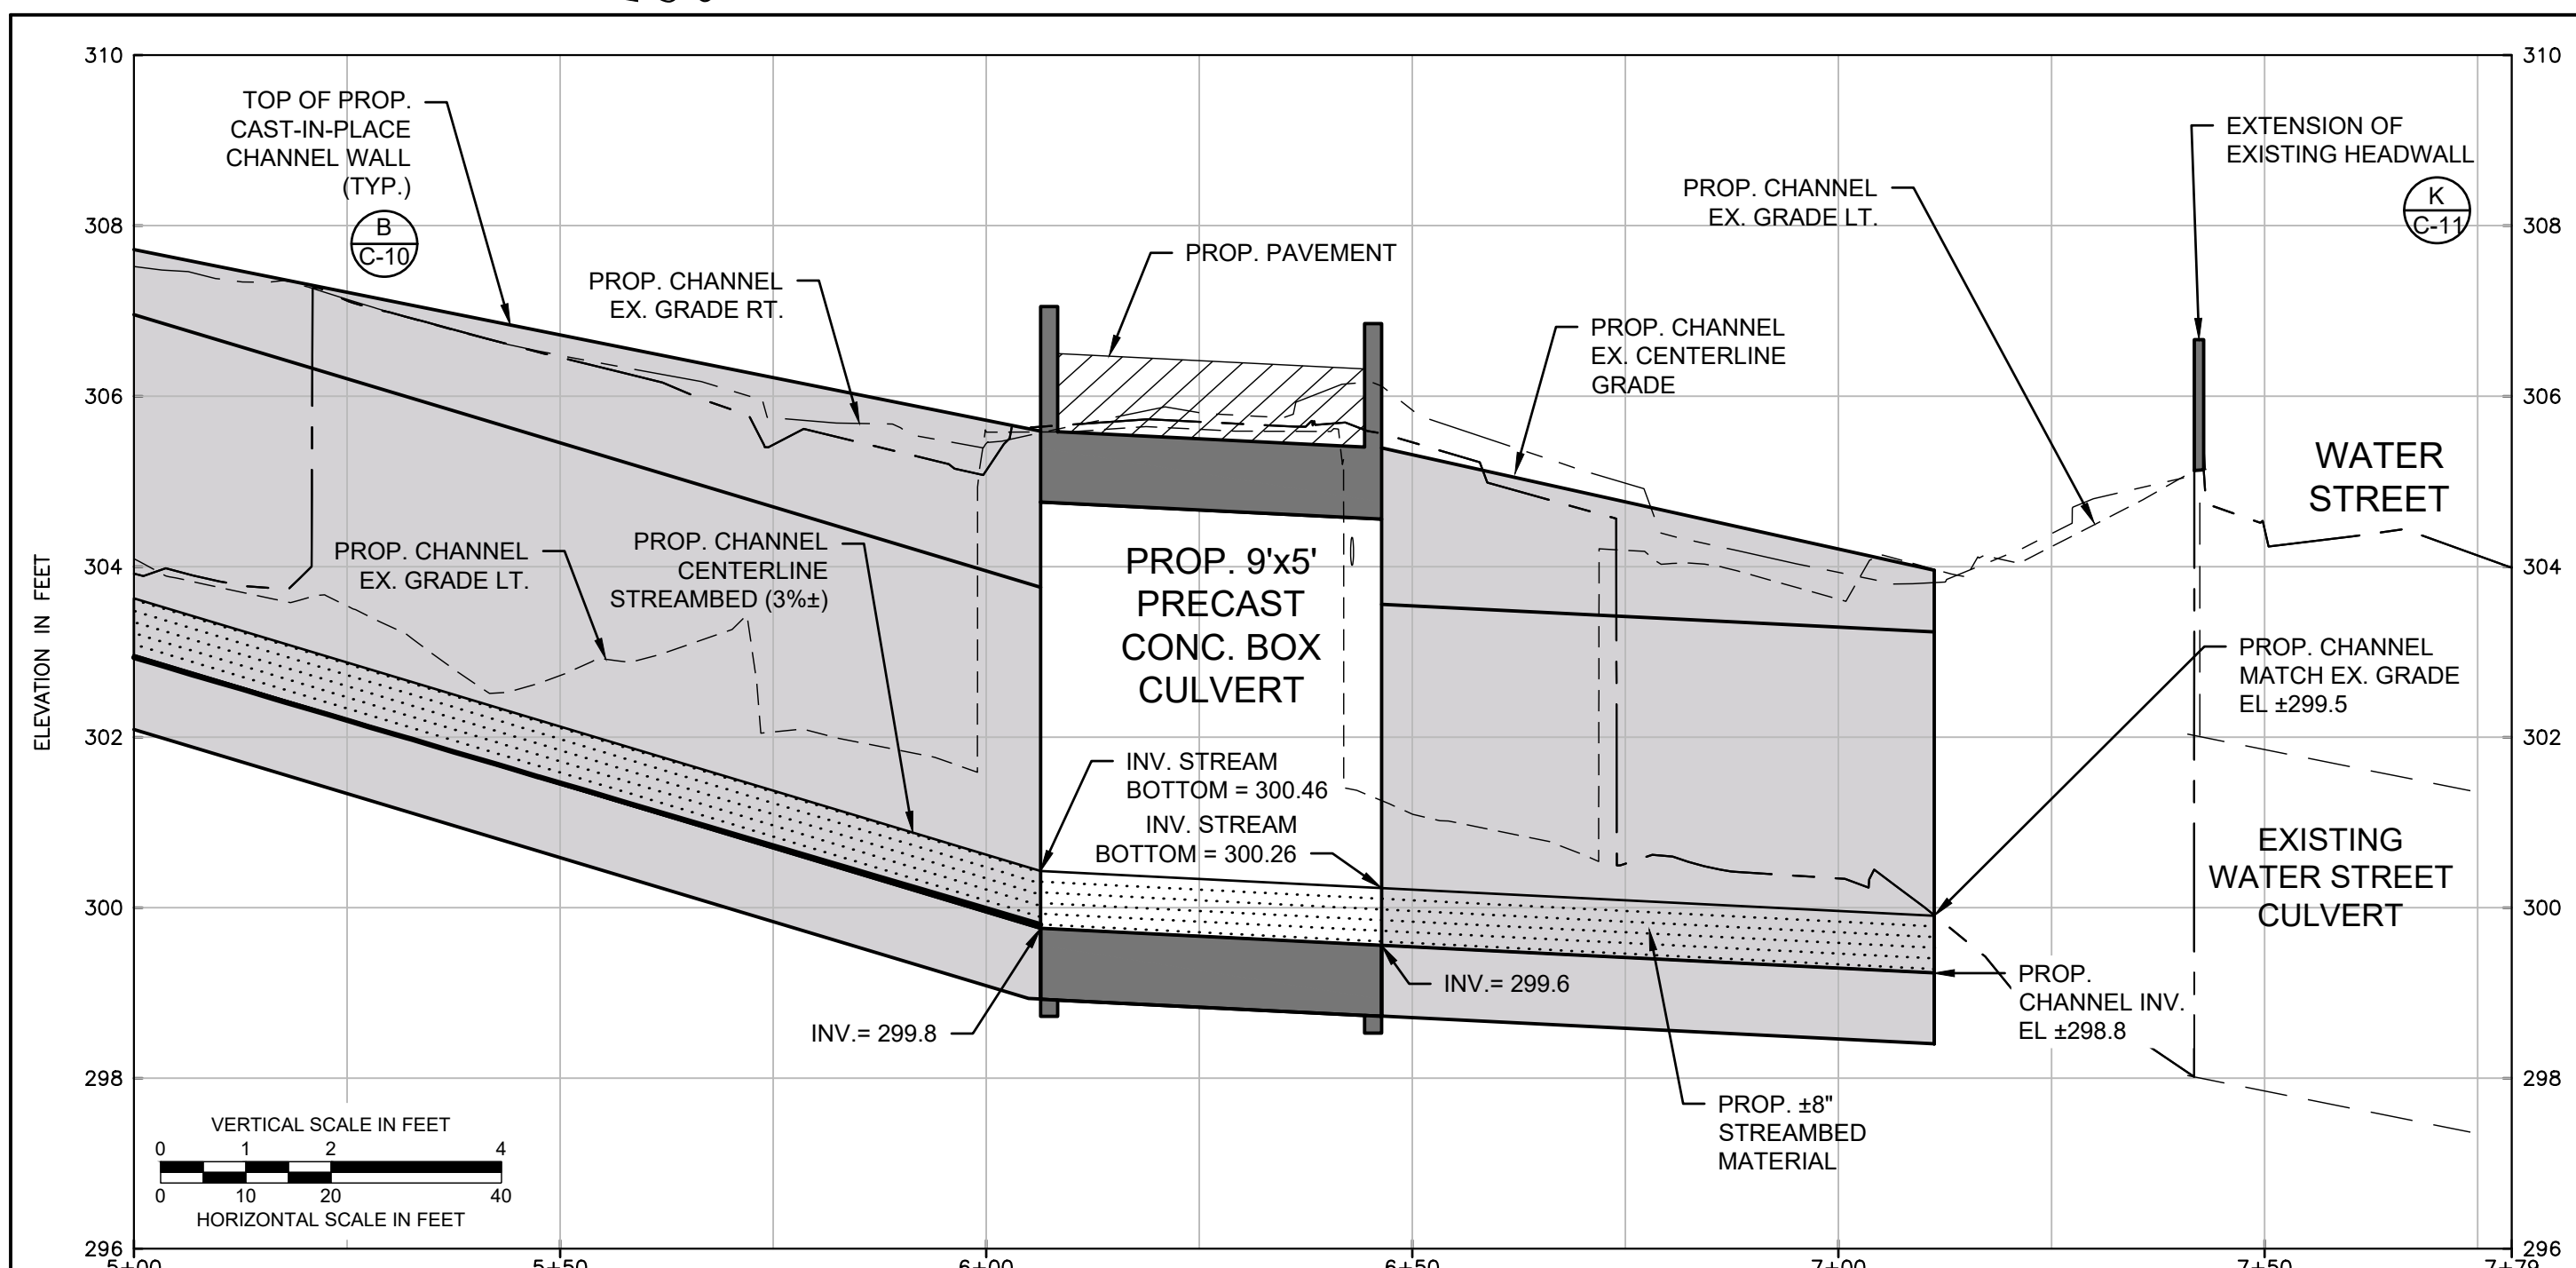 310
310
TOP OF PROP.
CAST-IN-PLACE
CHANNEL WALL
(TYP.)
B
C-10
EXTENSION OF
EXISTING HEADWALL
K
C-11
PROP. CHANNEL
EX. GRADE LT.
308
308
PROP. PAVEMENT
PROP. CHANNEL
EX. GRADE RT.
PROP. CHANNEL
EX. CENTERLINE
GRADE
306
306
WATER
STREET
ELEVATION IN FEET
PROP. CHANNEL
EX. GRADE LT.
PROP. CHANNEL
CENTERLINE
STREAMBED (3%±)
PROP. 9'x5'
PRECAST
CONC. BOX
CULVERT
304
304
PROP. CHANNEL
MATCH EX. GRADE
EL ±299.5
302
302
INV. STREAM
BOTTOM = 300.46
INV. STREAM
BOTTOM = 300.26
EXISTING
WATER STREET
CULVERT
300
300
INV.= 299.6
INV.= 299.8
PROP.
CHANNEL INV.
EL ±298.8
298
298
PROP. ±8"
STREAMBED
MATERIAL
VERTICAL SCALE IN FEET
0 1 2 4
0 10 20 40
HORIZONTAL SCALE IN FEET
296
296
5+00 5+50 6+00 6+50 7+00 7+50 7+79